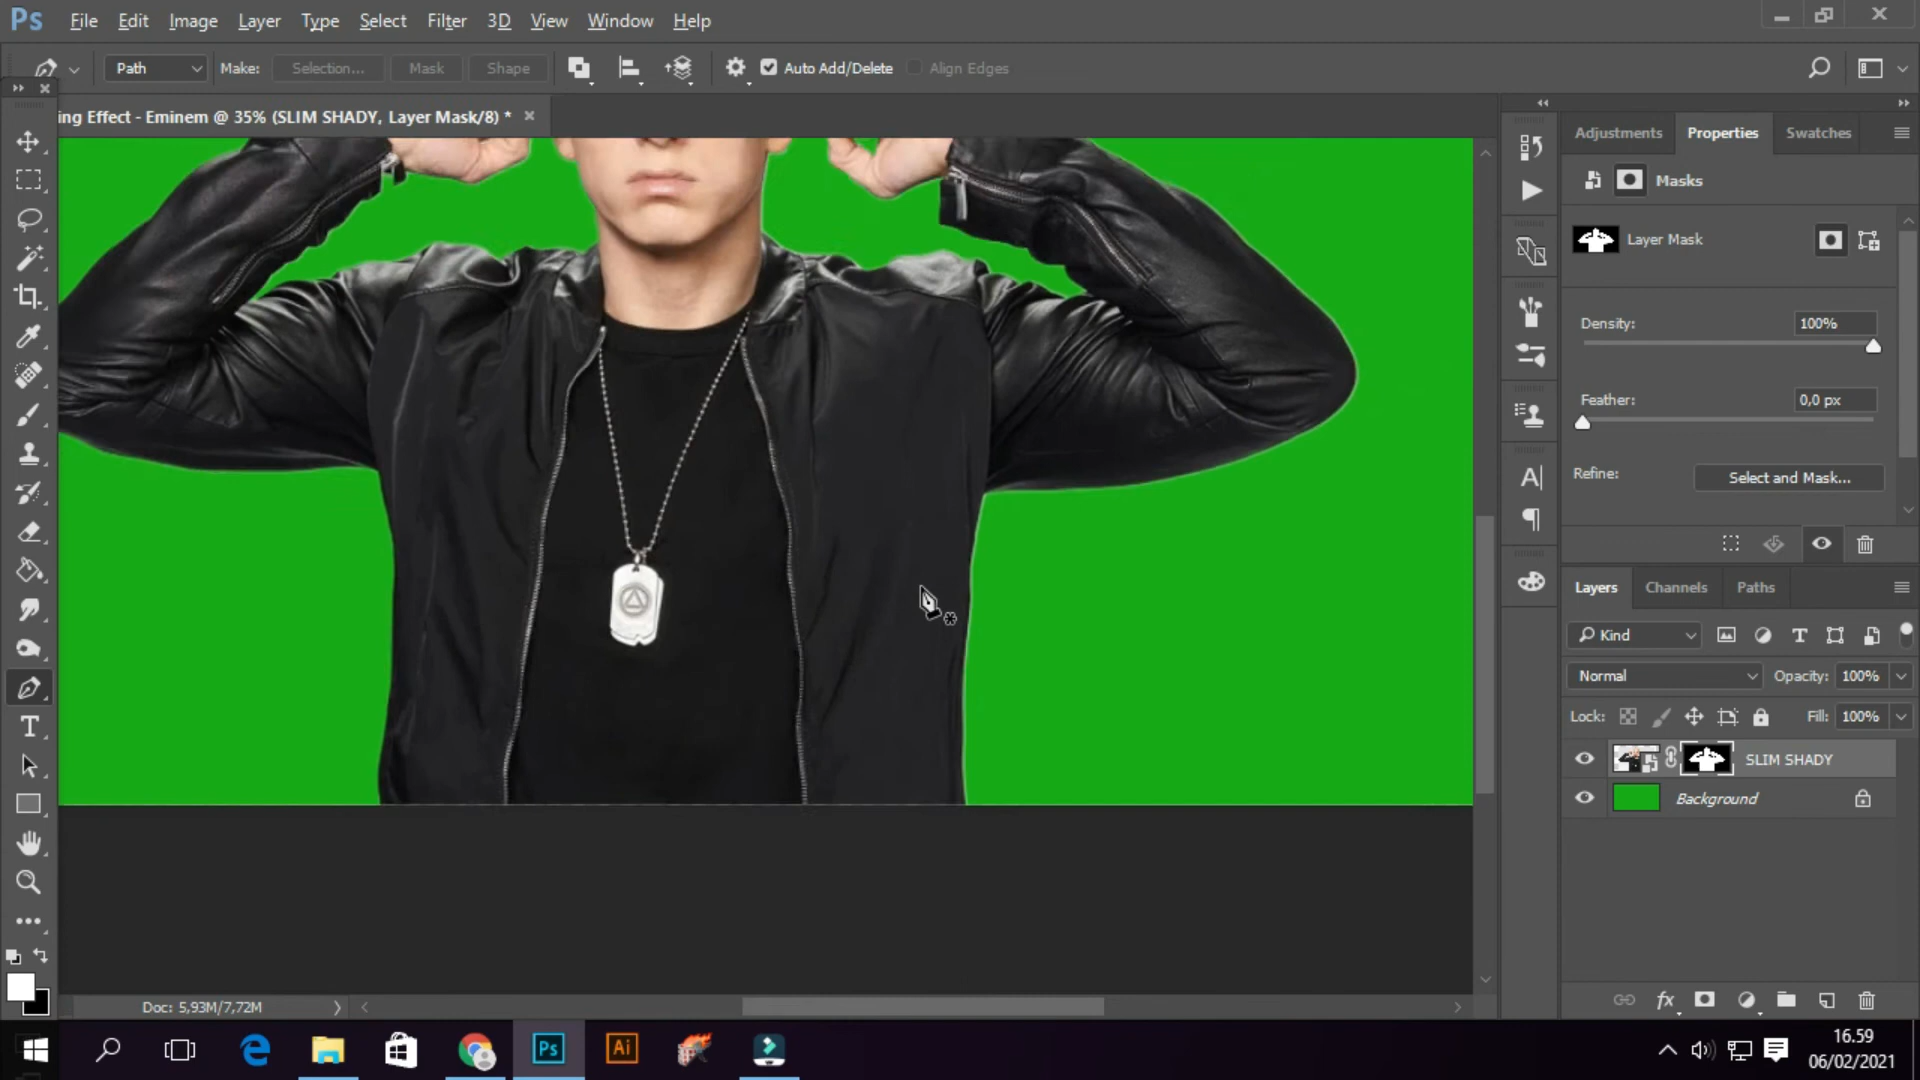 Ps File Edit Image Layer Type Select Filter 3D View Window Help
Path Make: Selection... Mask Shape Auto Add/Delete Align Edges
ing Effect - Eminem @ 35% (SLIM SHADY, Layer Mask/8) *
Adjustments Properties Swatches
Masks
Layer Mask
Density: 100%
Feather: 0,0 px
Refine: Select and Mask...
Layers Channels Paths
Kind
Normal Opacity: 100%
Lock: Fill: 100%
SLIM SHADY
Background
Doc: 5,93M/7,72M
Ps Ai
16.59
06/02/2021